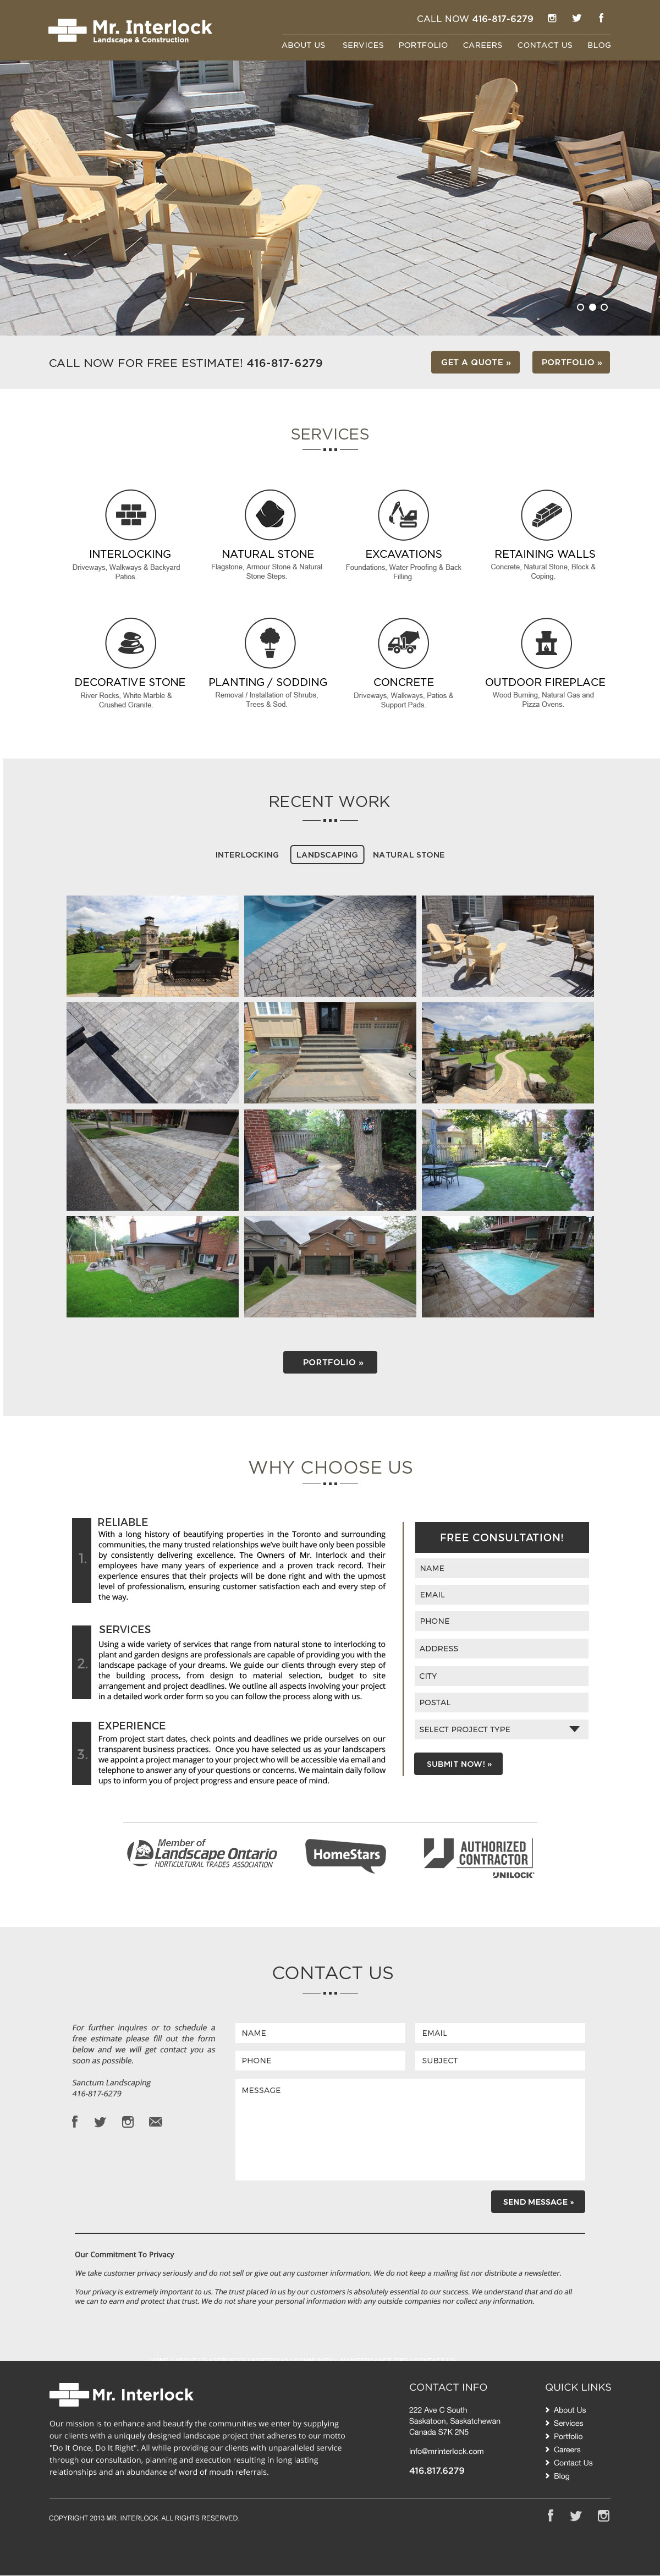 Mr. Interlock
Landscape & Construction
CALL NOW 416-817-6279
ABOUT US SERVICES PORTFOLIO CAREERS CONTACT US BLOG
CALL NOW FOR FREE ESTIMATE! 416-817-6279
GET A QUOTE »
PORTFOLIO »
SERVICES
INTERLOCKING
Driveways, Walkways & Backyard
Patios.
NATURAL STONE
Flagstone, Armour Stone & Natural
Stone Steps.
EXCAVATIONS
Foundations, Water Proofing & Back
Filling.
RETAINING WALLS
Concrete, Natural Stone, Block &
Coping.
DECORATIVE STONE
River Rocks, White Marble &
Crushed Granite.
PLANTING / SODDING
Removal / Installation of Shrubs,
Trees & Sod.
CONCRETE
Driveways, Walkways, Patios &
Support Pads.
OUTDOOR FIREPLACE
Wood Burning, Natural Gas and
Pizza Ovens.
RECENT WORK
INTERLOCKING LANDSCAPING NATURAL STONE
PORTFOLIO »
WHY CHOOSE US
1.
RELIABLE
With a long history of beautifying properties in the Toronto and surrounding
communities, the many trusted relationships we've built have only been possible
by consistently delivering excellence. The Owners of Mr. Interlock and their
employees have many years of experience and a proven track record. Their
experience ensures that their projects will be done right and with the upmost
level of professionalism, ensuring customer satisfaction each and every step of
the way.
2.
SERVICES
Using a wide variety of services that range from natural stone to interlocking to
plant and garden designs are professionals are capable of providing you with the
landscape package of your dreams. We guide our clients through every step of
the building process, from design to material selection, budget to site
arrangement and project deadlines. We outline all aspects involving your project
in a detailed work order form so you can follow the process along with us.
3.
EXPERIENCE
From project start dates, check points and deadlines we pride ourselves on our
transparent business practices. Once you have selected us as your landscapers
we appoint a project manager to your project who will be accessible via email and
telephone to answer any of your questions or concerns. We maintain daily follow
ups to inform you of project progress and ensure peace of mind.
FREE CONSULTATION!
NAME
EMAIL
PHONE
ADDRESS
CITY
POSTAL
SELECT PROJECT TYPE
SUBMIT NOW! »
Member of
Landscape Ontario
HORTICULTURAL TRADES ASSOCIATION
HomeStars
AUTHORIZED
CONTRACTOR
UNILOCK
CONTACT US
For further inquires or to schedule a
free estimate please fill out the form
below and we will get contact you as
soon as possible.
Sanctum Landscaping
416-817-6279
NAME
EMAIL
PHONE
SUBJECT
MESSAGE
SEND MESSAGE »
Our Commitment To Privacy
We take customer privacy seriously and do not sell or give out any customer information. We do not keep a mailing list nor distribute a newsletter.
Your privacy is extremely important to us. The trust placed in us by our customers is absolutely essential to our success. We understand that and do all
we can to earn and protect that trust. We do not share your personal information with any outside companies nor collect any information.
Mr. Interlock
Our mission is to enhance and beautify the communities we enter by supplying
our clients with a uniquely designed landscape project that adheres to our motto
"Do It Once, Do It Right". All while providing our clients with unparalleled service
through our consultation, planning and execution resulting in long lasting
relationships and an abundance of word of mouth referrals.
CONTACT INFO
222 Ave C South
Saskatoon, Saskatchewan
Canada S7K 2N5
info@mrinterlock.com
416.817.6279
QUICK LINKS
About Us
Services
Portfolio
Careers
Contact Us
Blog
COPYRIGHT 2013 MR. INTERLOCK. ALL RIGHTS RESERVED.